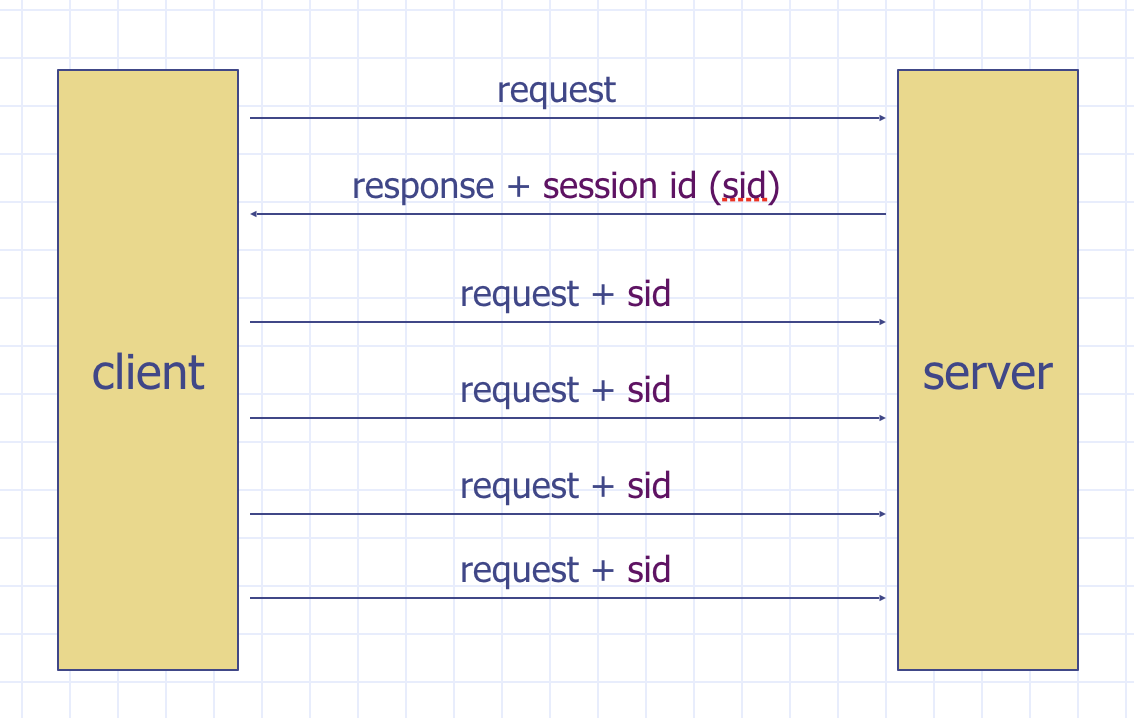 request
response + session id (sid)
request + sid
client
server
request + sid
request + sid
request + sid